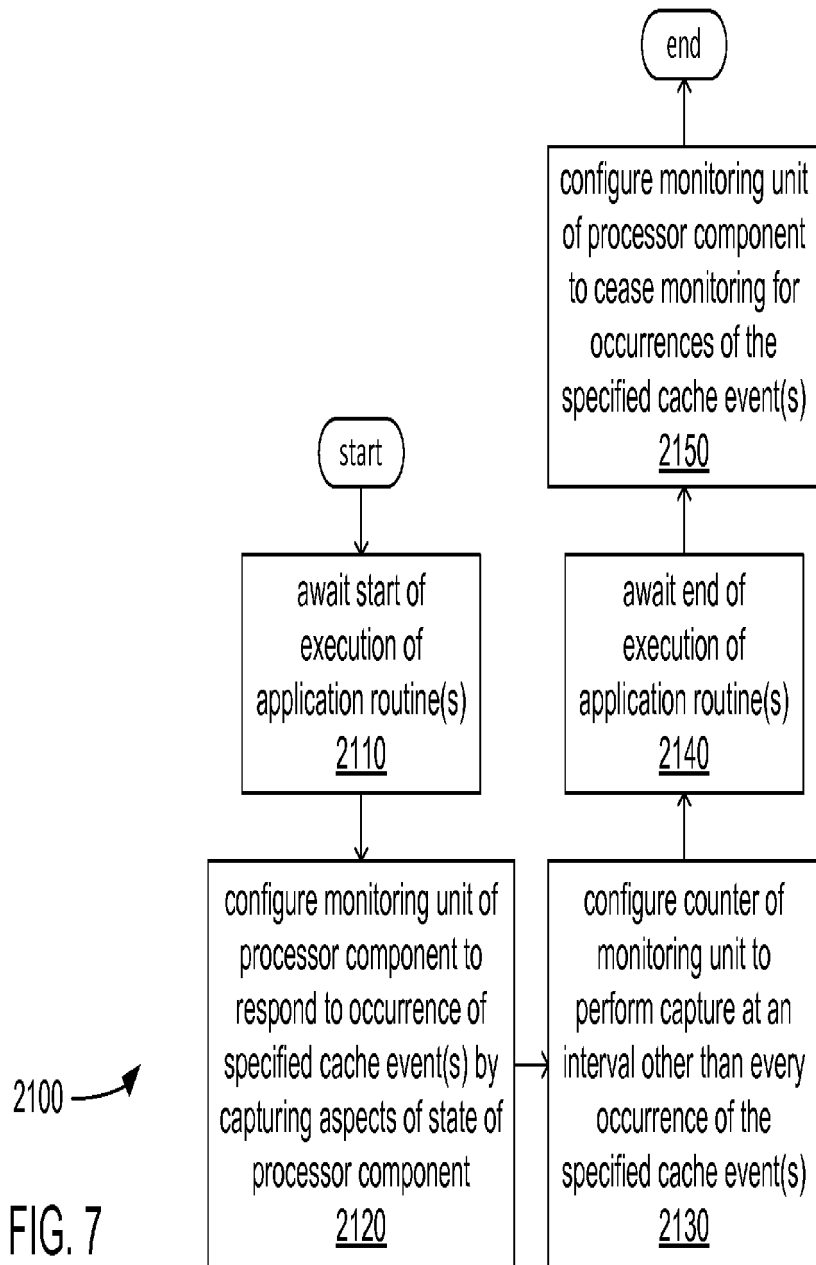 start
await start of
execution of
application routine(s)
2110
configure monitoring unit of
processor component to
respond to occurrence of
specified cache event(s) by
capturing aspects of state of
processor component
2120
configure counter of
monitoring unit to
perform capture at an
interval other than every
occurrence of the
specified cache event(s)
2130
await end of
execution of
application routine(s)
2140
configure monitoring unit
of processor component
to cease monitoring for
occurrences of the
specified cache event(s)
2150
end
2100
FIG. 7